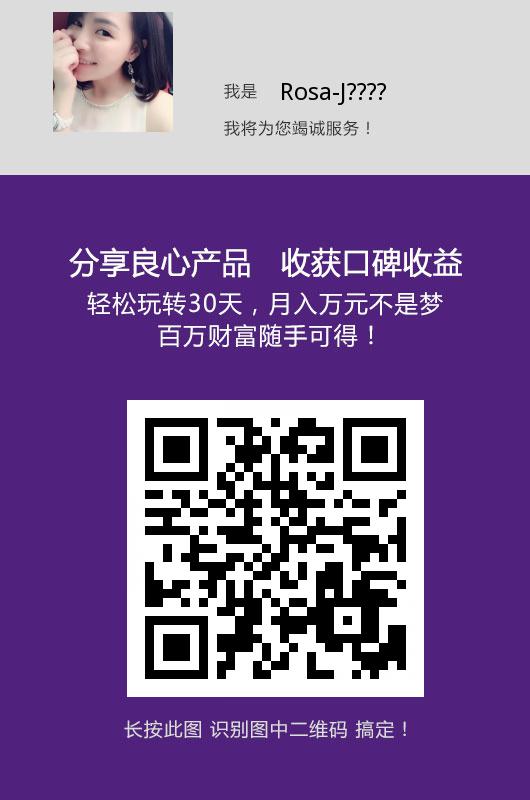 我是 Rosa-J????
我将为您竭诚服务！
分享良心产品 收获口碑收益
轻松玩转30天，月入万元不是梦
百万财富随手可得！
长按此图 识别图中二维码 搞定！